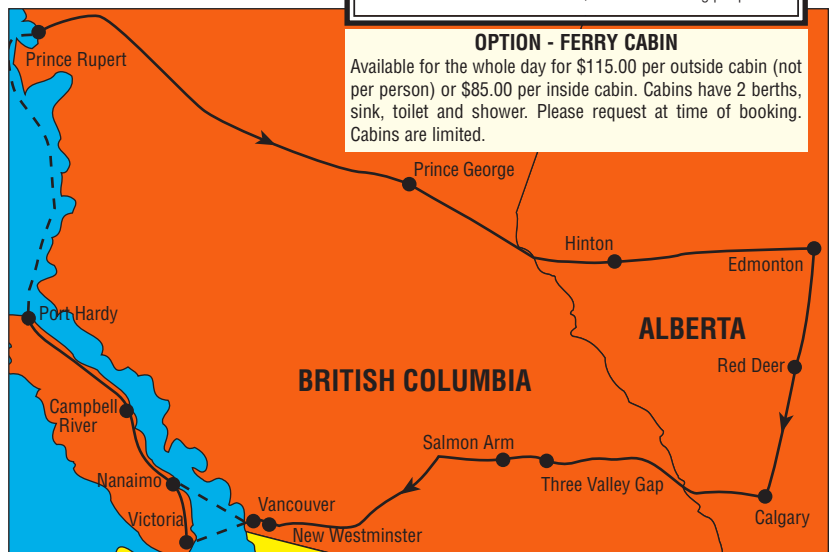 OPTION - FERRY CABIN
Available for the whole day for $115.00 per outside cabin (not
per person) or $85.00 per inside cabin. Cabins have 2 berths,
sink, toilet and shower. Please request at time of booking.
Cabins are limited.
Prince Rupert
Prince George
Hinton
Edmonton
Port Hardy
ALBERTA
Red Deer
BRITISH COLUMBIA
Campbell
River
Salmon Arm
Three Valley Gap
Nanaimo
Vancouver
Calgary
Victoria
New Westminster